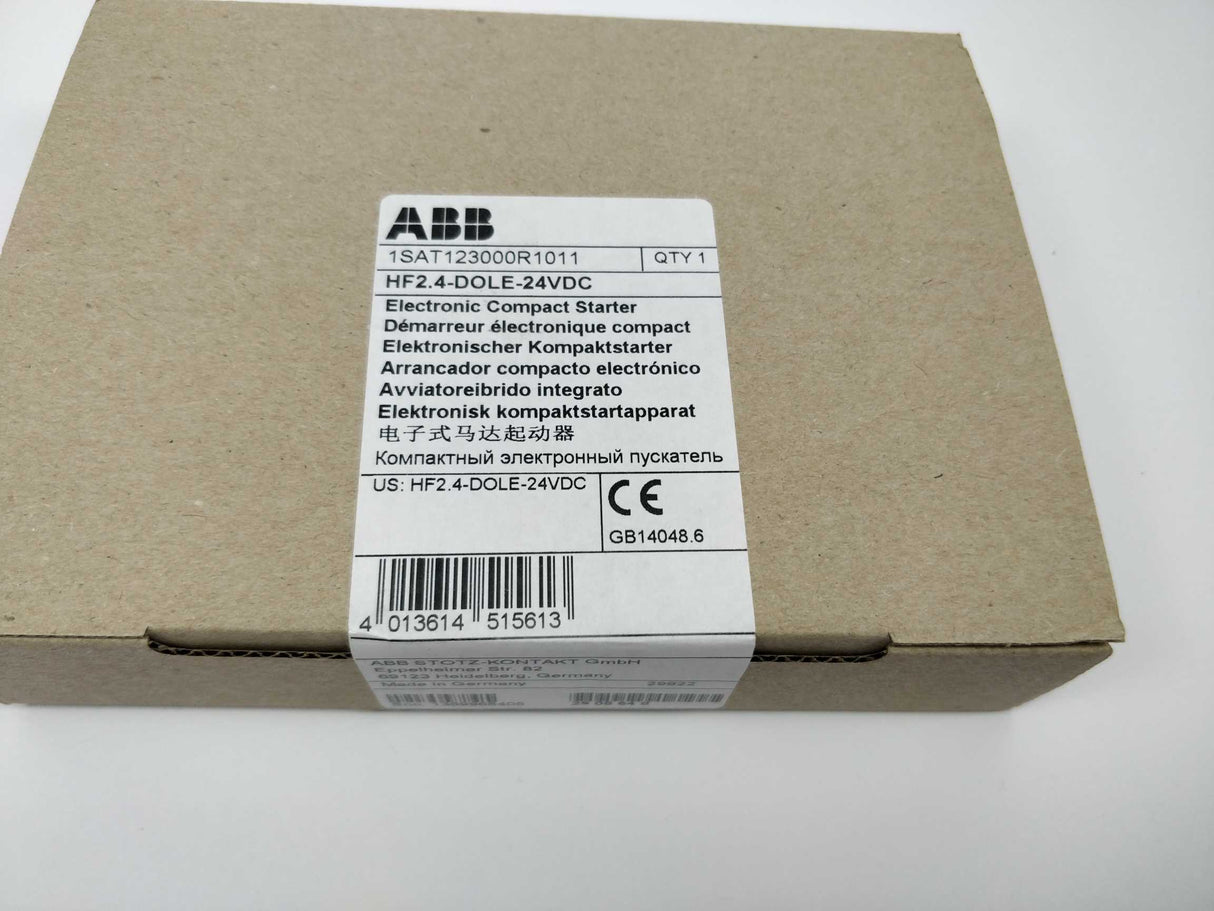 ABB
1SAT123000R1011 QTY 1
HF2.4-DOLE-24VDC
Electronic Compact Starter
Démarreur électronique compact
Elektronischer Kompaktstarter
Arrancador compacto electrónico
Avviatoreibrido integrato
Elektronisk kompaktstartapparat
电子式马达起动器
Компактный электронный пускатель
US: HF2.4-DOLE-24VDC CE
GB14048.6
4 013614 515613
ABB STOTZ-KONTAKT GmbH
Eppelheimer Str. 82
69123 Heidelberg, Germany
Made in Germany